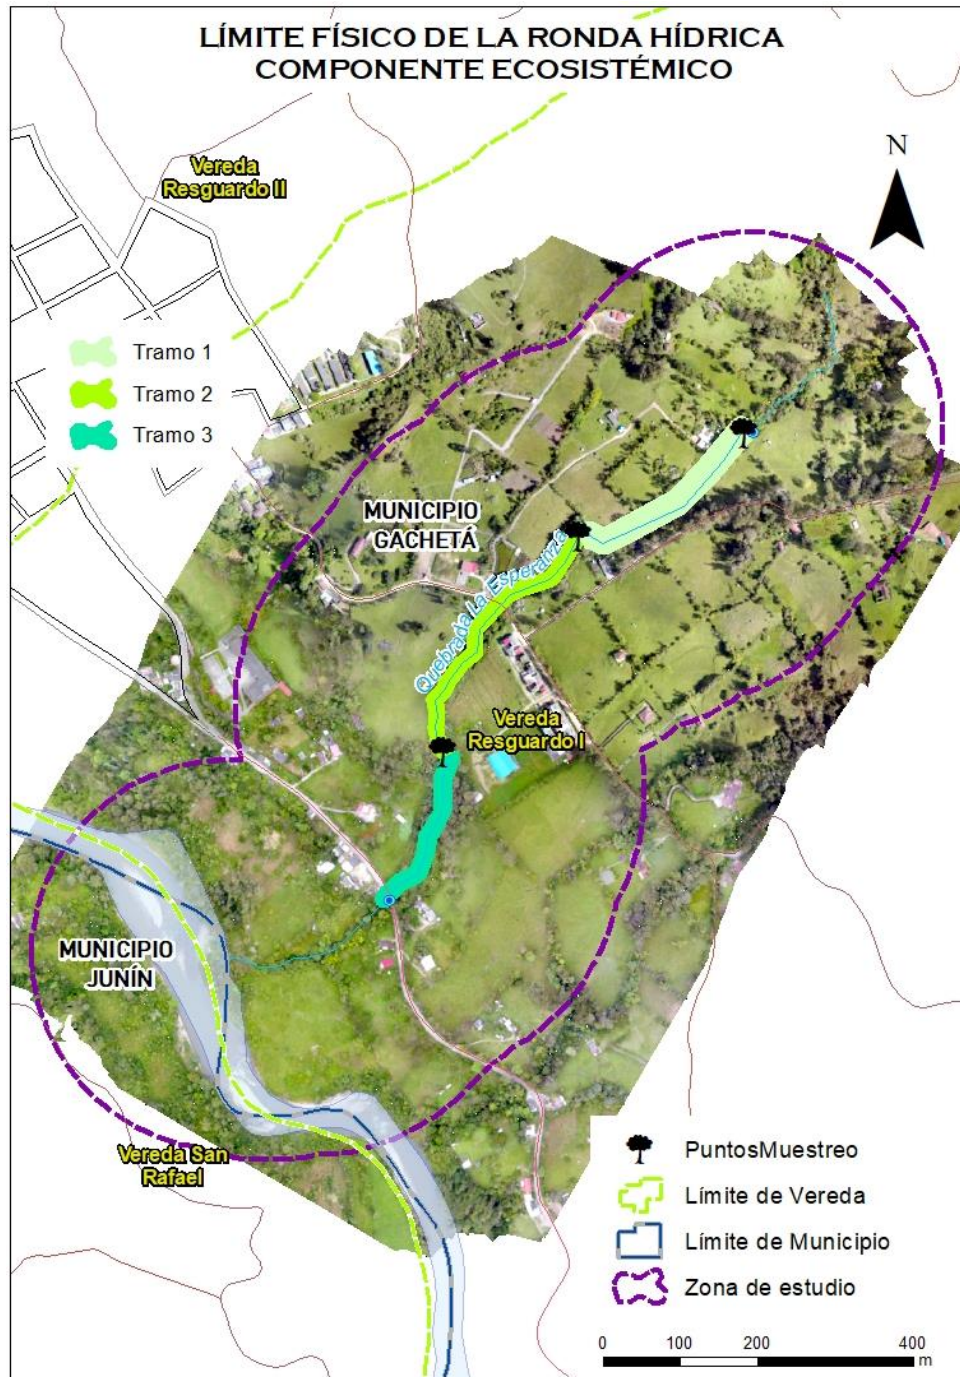 LÍMITE FÍSICO DE LA RONDA HÍDRICA
COMPONENTE ECOSISTÉMICO
N
Vereda
Resguardo II
Tramo 1
Tramo 2
Tramo 3
MUNICIPIO
GACHETÁ
Quebrada La Esperanza
Vereda
Resguardo I
MUNICIPIO
JUNÍN
Vereda San
Rafael
PuntosMuestreo
Límite de Vereda
Límite de Municipio
Zona de estudio
0 100 200 400
m